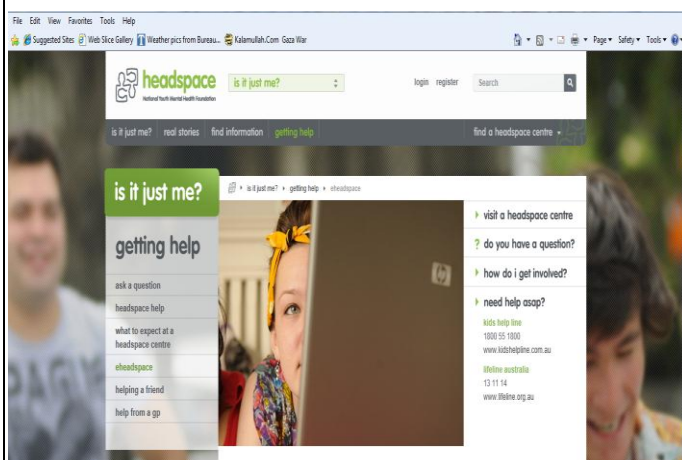 File Edit View Favorites Tools Help
Suggested Sites Web Slice Gallery Weather pics from Bureau... Kalamullah.Com Gaza War
Page Safety Tools
headspace
National Youth Mental Health Foundation
is it just me?
login register
Search
is it just me? real stories find information getting help
find a headspace centre
is it just me?
is it just me? getting help eheadspace
getting help
ask a question
headspace help
what to expect at a
headspace centre
eheadspace
helping a friend
help from a gp
hp
visit a headspace centre
? do you have a question?
how do i get involved?
need help asap?
kids help line
1800 55 1800
www.kidshelpline.com.au
lifeline australia
13 11 14
www.lifeline.org.au